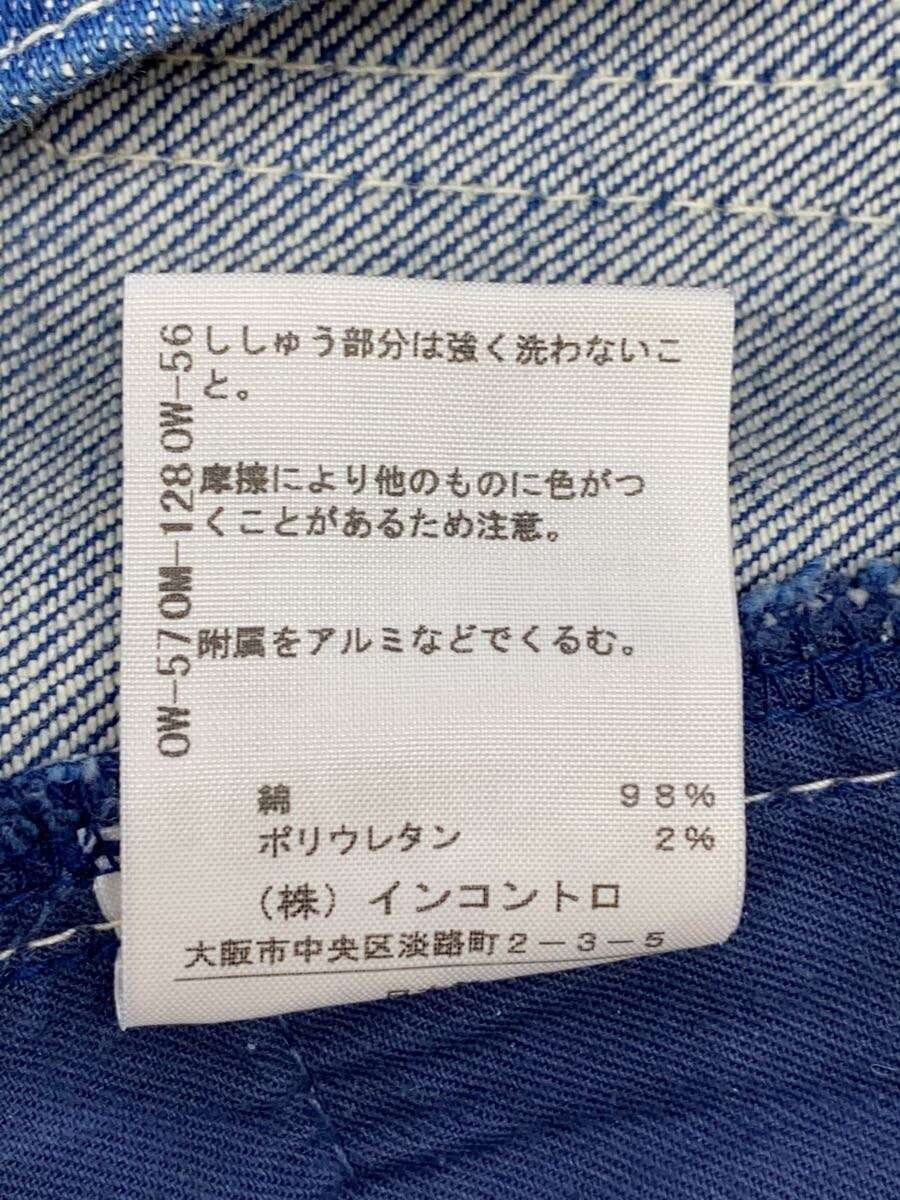 OW-57OM-128OW-56
ししゅう部分は強く洗わないこ
と。
摩擦により他のものに色がつ
くことがあるため注意。
附属をアルミなどでくるむ。
綿 98%
ポリウレタン 2%
(株)インコントロ
大阪市中央区淡路町2-3-5